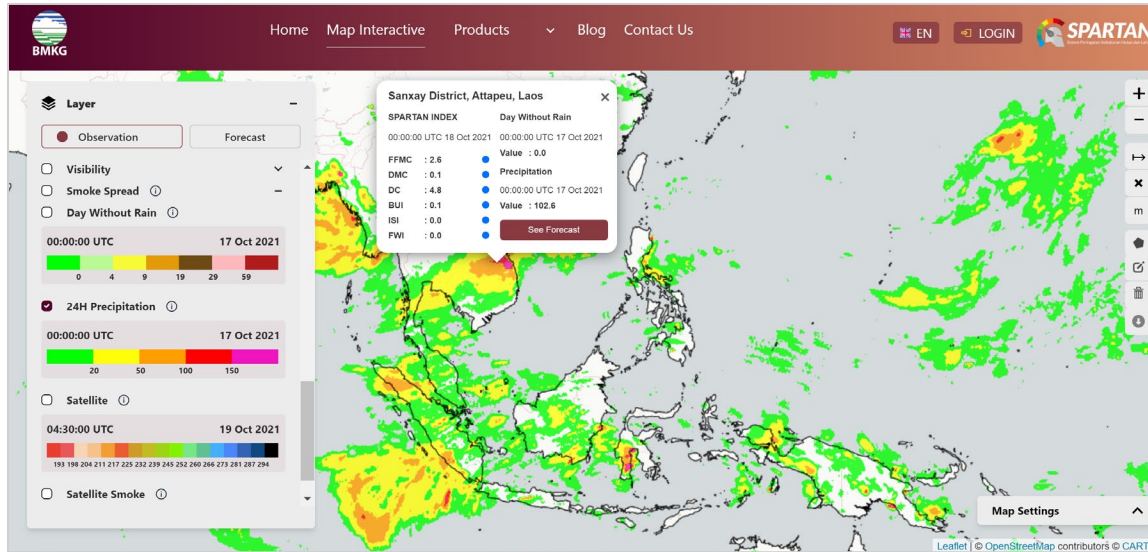 BMKG
Home Map Interactive Products Blog Contact Us
EN
LOGIN
SPARTAN
Layer
Observation Forecast
Visibility
Smoke Spread
Day Without Rain
00:00:00 UTC 17 Oct 2021
0 4 9 19 29 59
24H Precipitation
00:00:00 UTC 17 Oct 2021
20 50 100 150
Satellite
04:30:00 UTC 19 Oct 2021
193 198 204 211 217 225 232 239 245 252 260 266 273 281 287 294
Satellite Smoke
Sanxay District, Attapeu, Laos
SPARTAN INDEX
00:00:00 UTC 18 Oct 2021
FFMC : 2.6
DMC : 0.1
DC : 4.8
BUI : 0.1
ISI : 0.0
FWI : 0.0
Day Without Rain
00:00:00 UTC 17 Oct 2021
Value : 0.0
Precipitation
00:00:00 UTC 17 Oct 2021
Value : 102.6
See Forecast
m
Map Settings
Leaflet | © OpenStreetMap contributors © CART